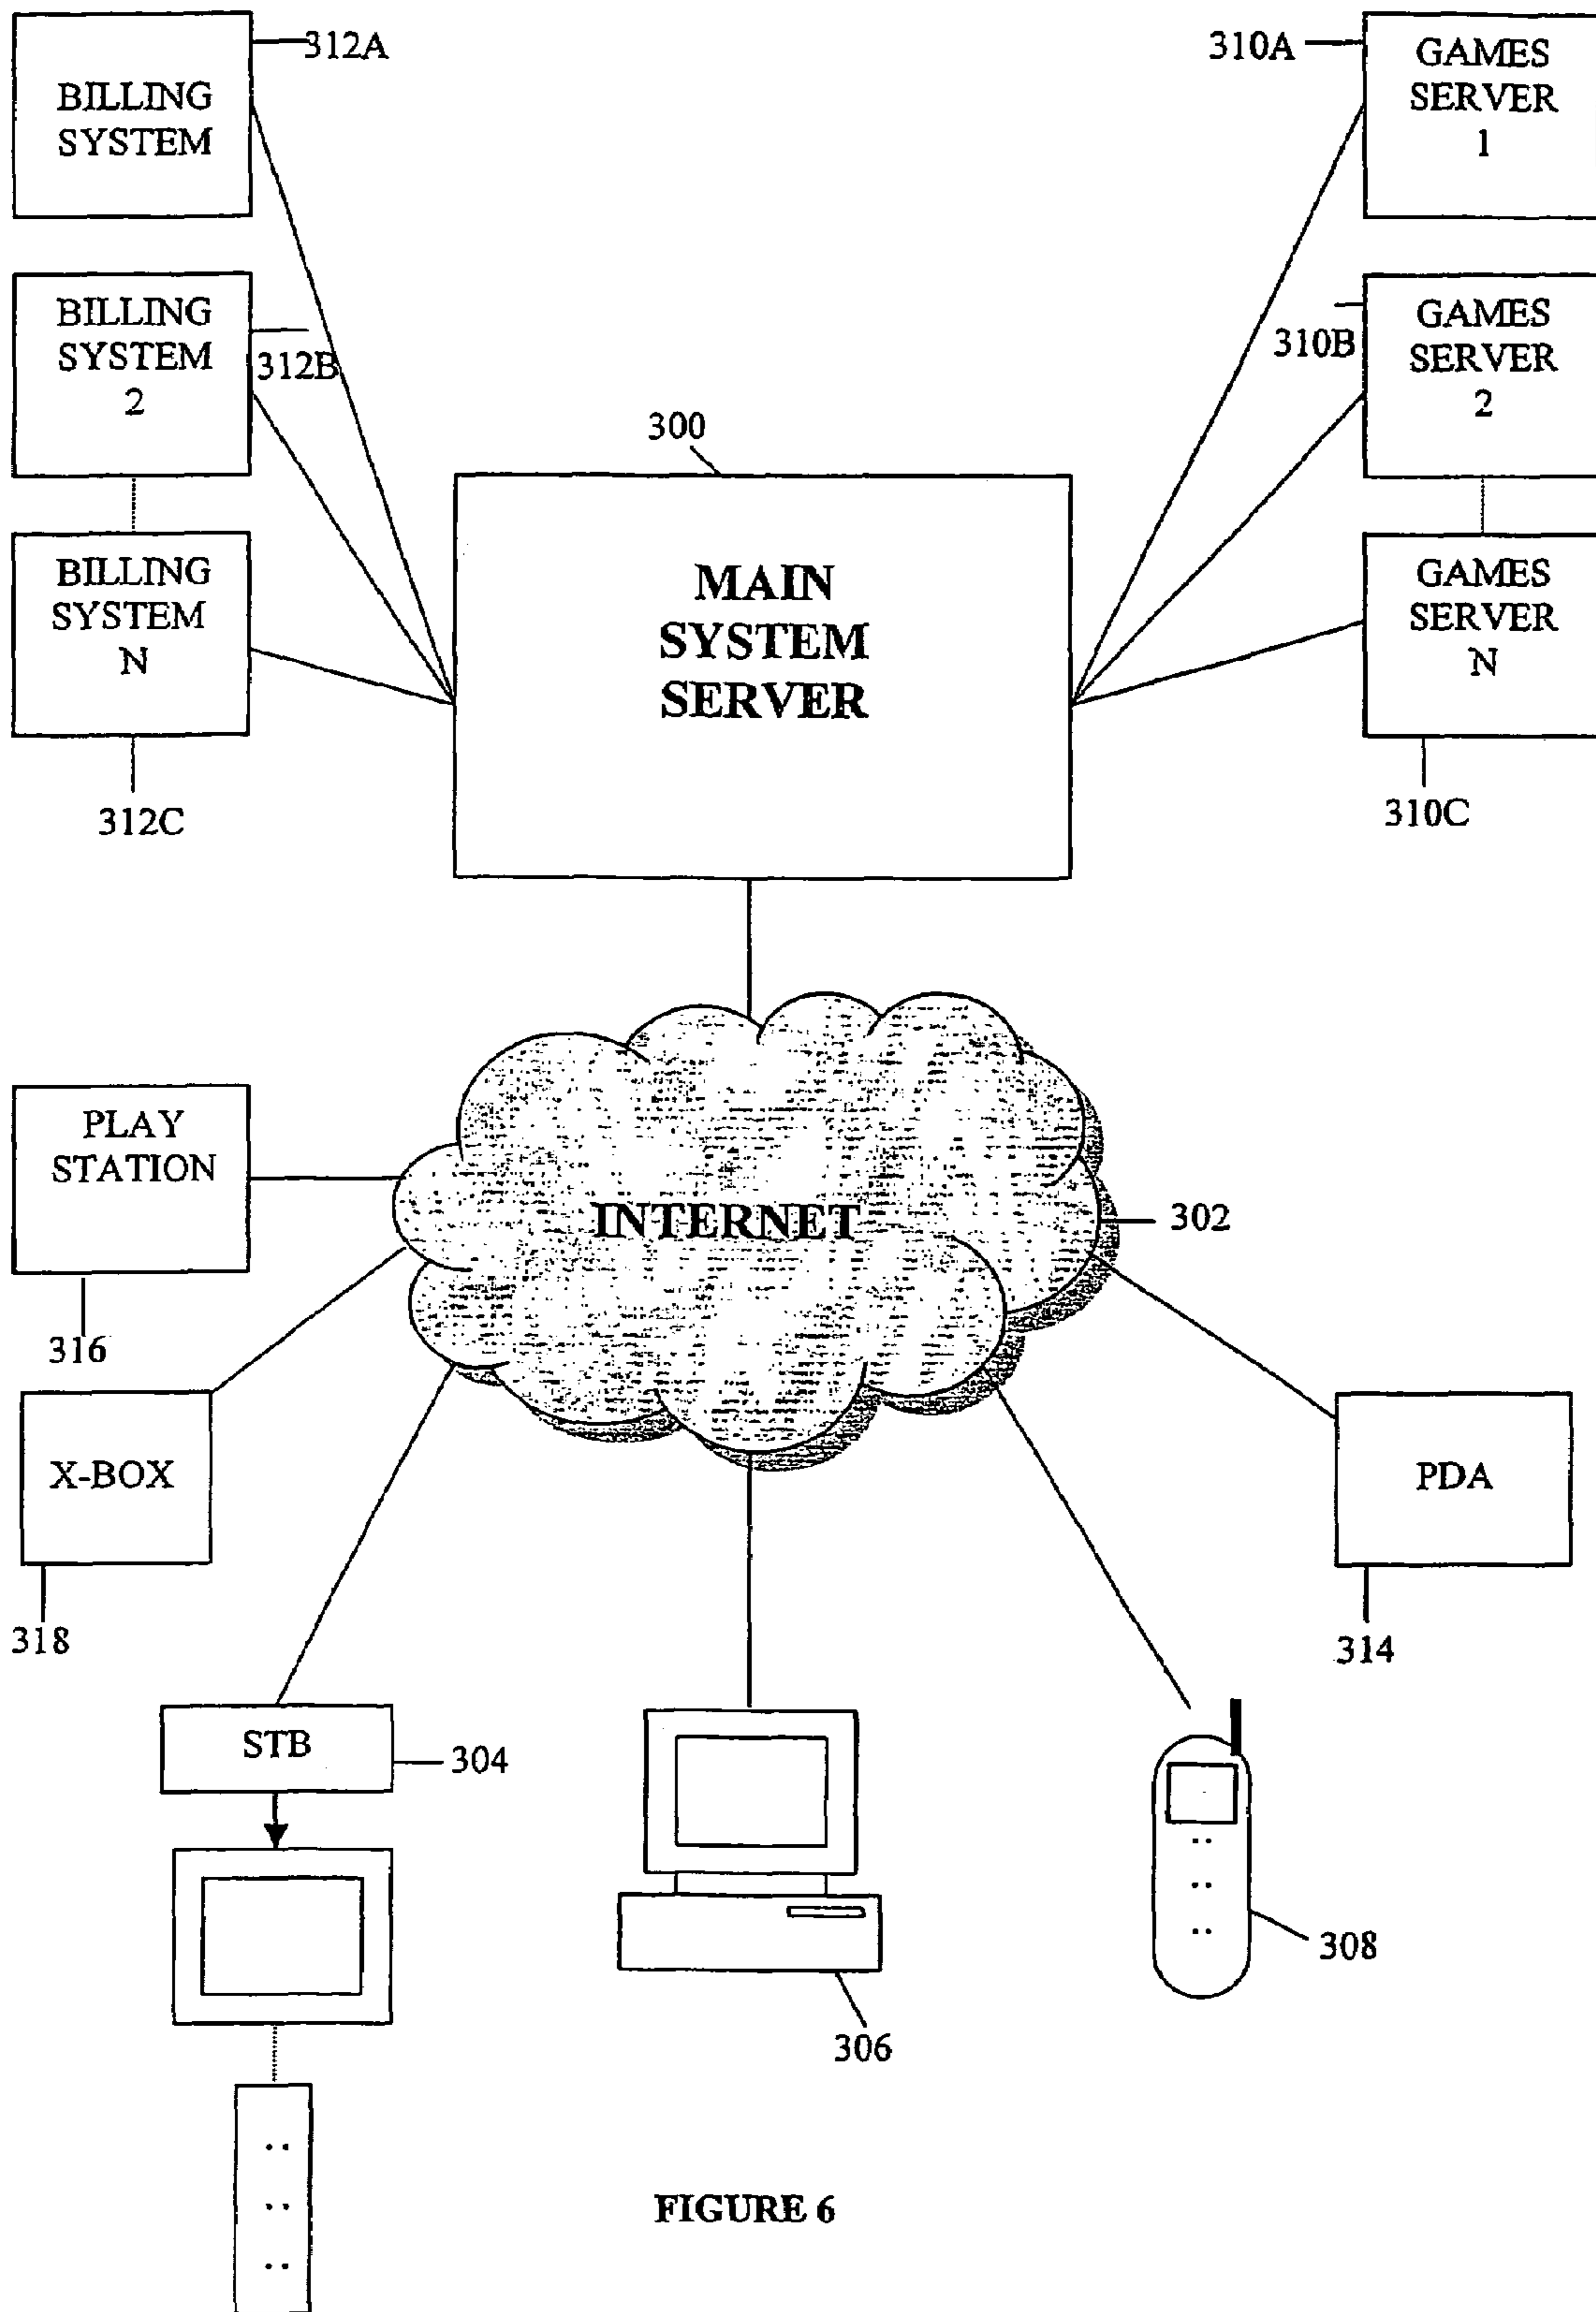 312A
BILLING
SYSTEM
310A
GAMES
SERVER
1
BILLING
SYSTEM
2
312B
310B
GAMES
SERVER
2
300
BILLING
SYSTEM
N
312C
MAIN
SYSTEM
SERVER
GAMES
SERVER
N
310C
PLAY
STATION
316
INTERNET
302
X-BOX
318
PDA
314
STB
304
306
308
FIGURE 6